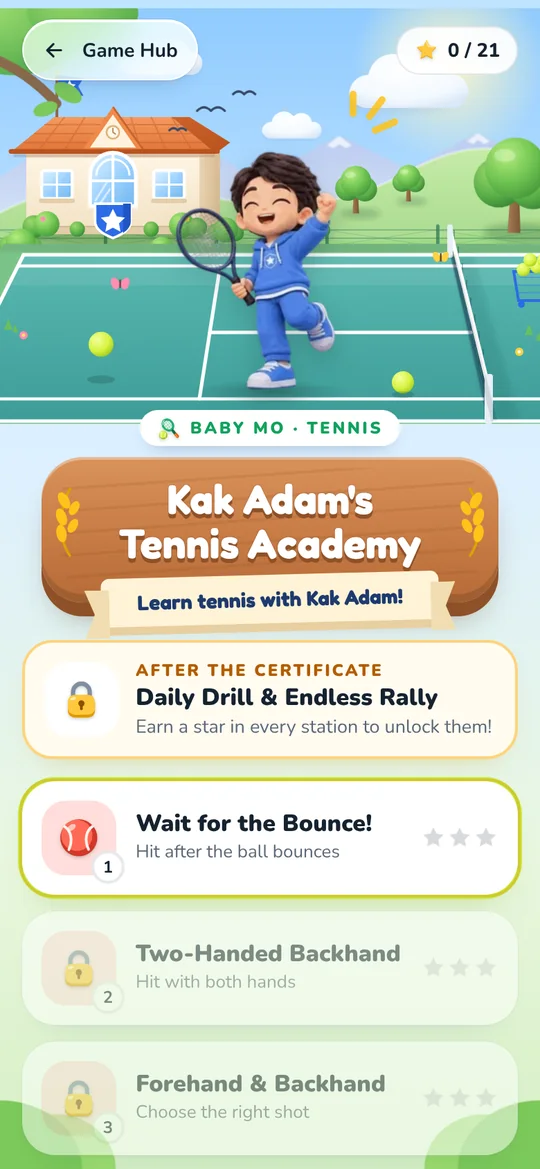 Game Hub
0 / 21
BABY MO · TENNIS
Kak Adam's
Tennis Academy
Learn tennis with Kak Adam!
AFTER THE CERTIFICATE
Daily Drill & Endless Rally
Earn a star in every station to unlock them!
Wait for the Bounce!
Hit after the ball bounces
1
Two-Handed Backhand
Hit with both hands
2
Forehand & Backhand
Choose the right shot
3